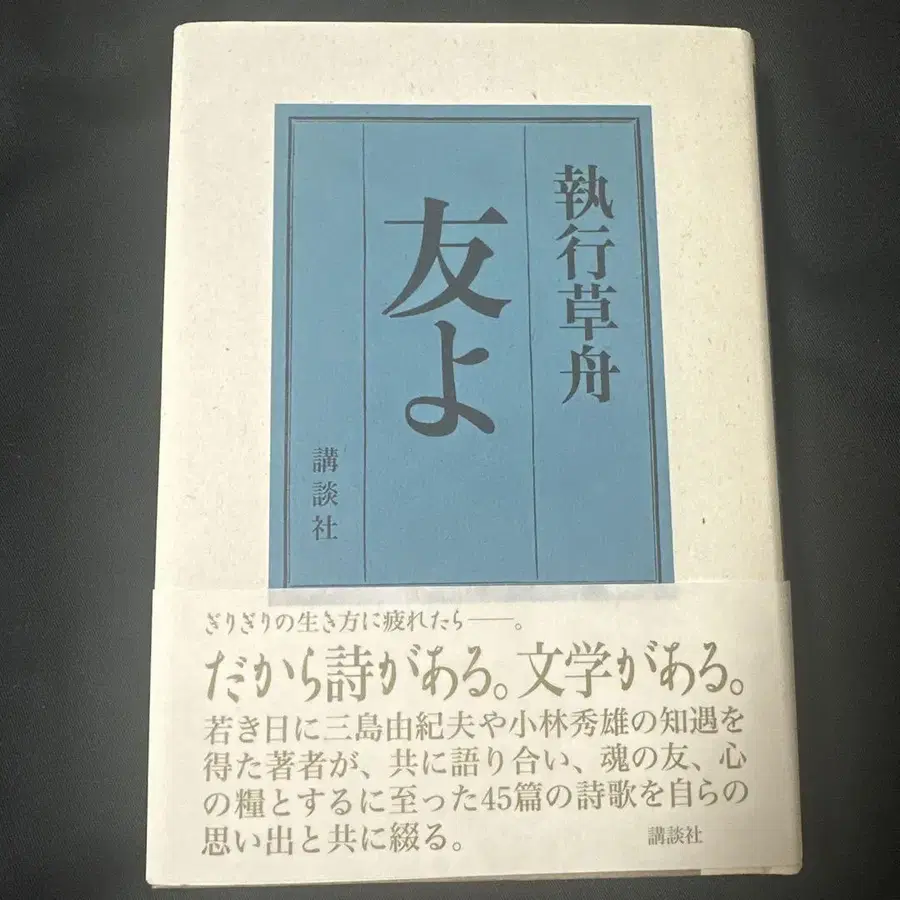 執行草舟
友よ
講談社
ぎりぎりの生き方に疲れたら——。
だから詩がある。文学がある。
若き日に三島由紀夫や小林秀雄の知遇を
得た著者が、共に語り合い、魂の友、心
の糧とするに至った45篇の詩歌を自らの
思い出と共に綴る。
講談社